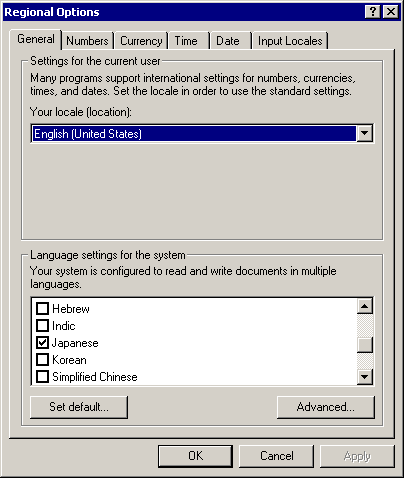 Regional Options
General Numbers Currency Time Date Input Locales
Settings for the current user
Many programs support international settings for numbers, currencies,
times, and dates. Set the locale in order to use the standard settings.
Your locale (location):
English (United States)
Language settings for the system
Your system is configured to read and write documents in multiple
languages.
Hebrew
Indic
Japanese
Korean
Simplified Chinese
Set default... Advanced...
OK Cancel Apply